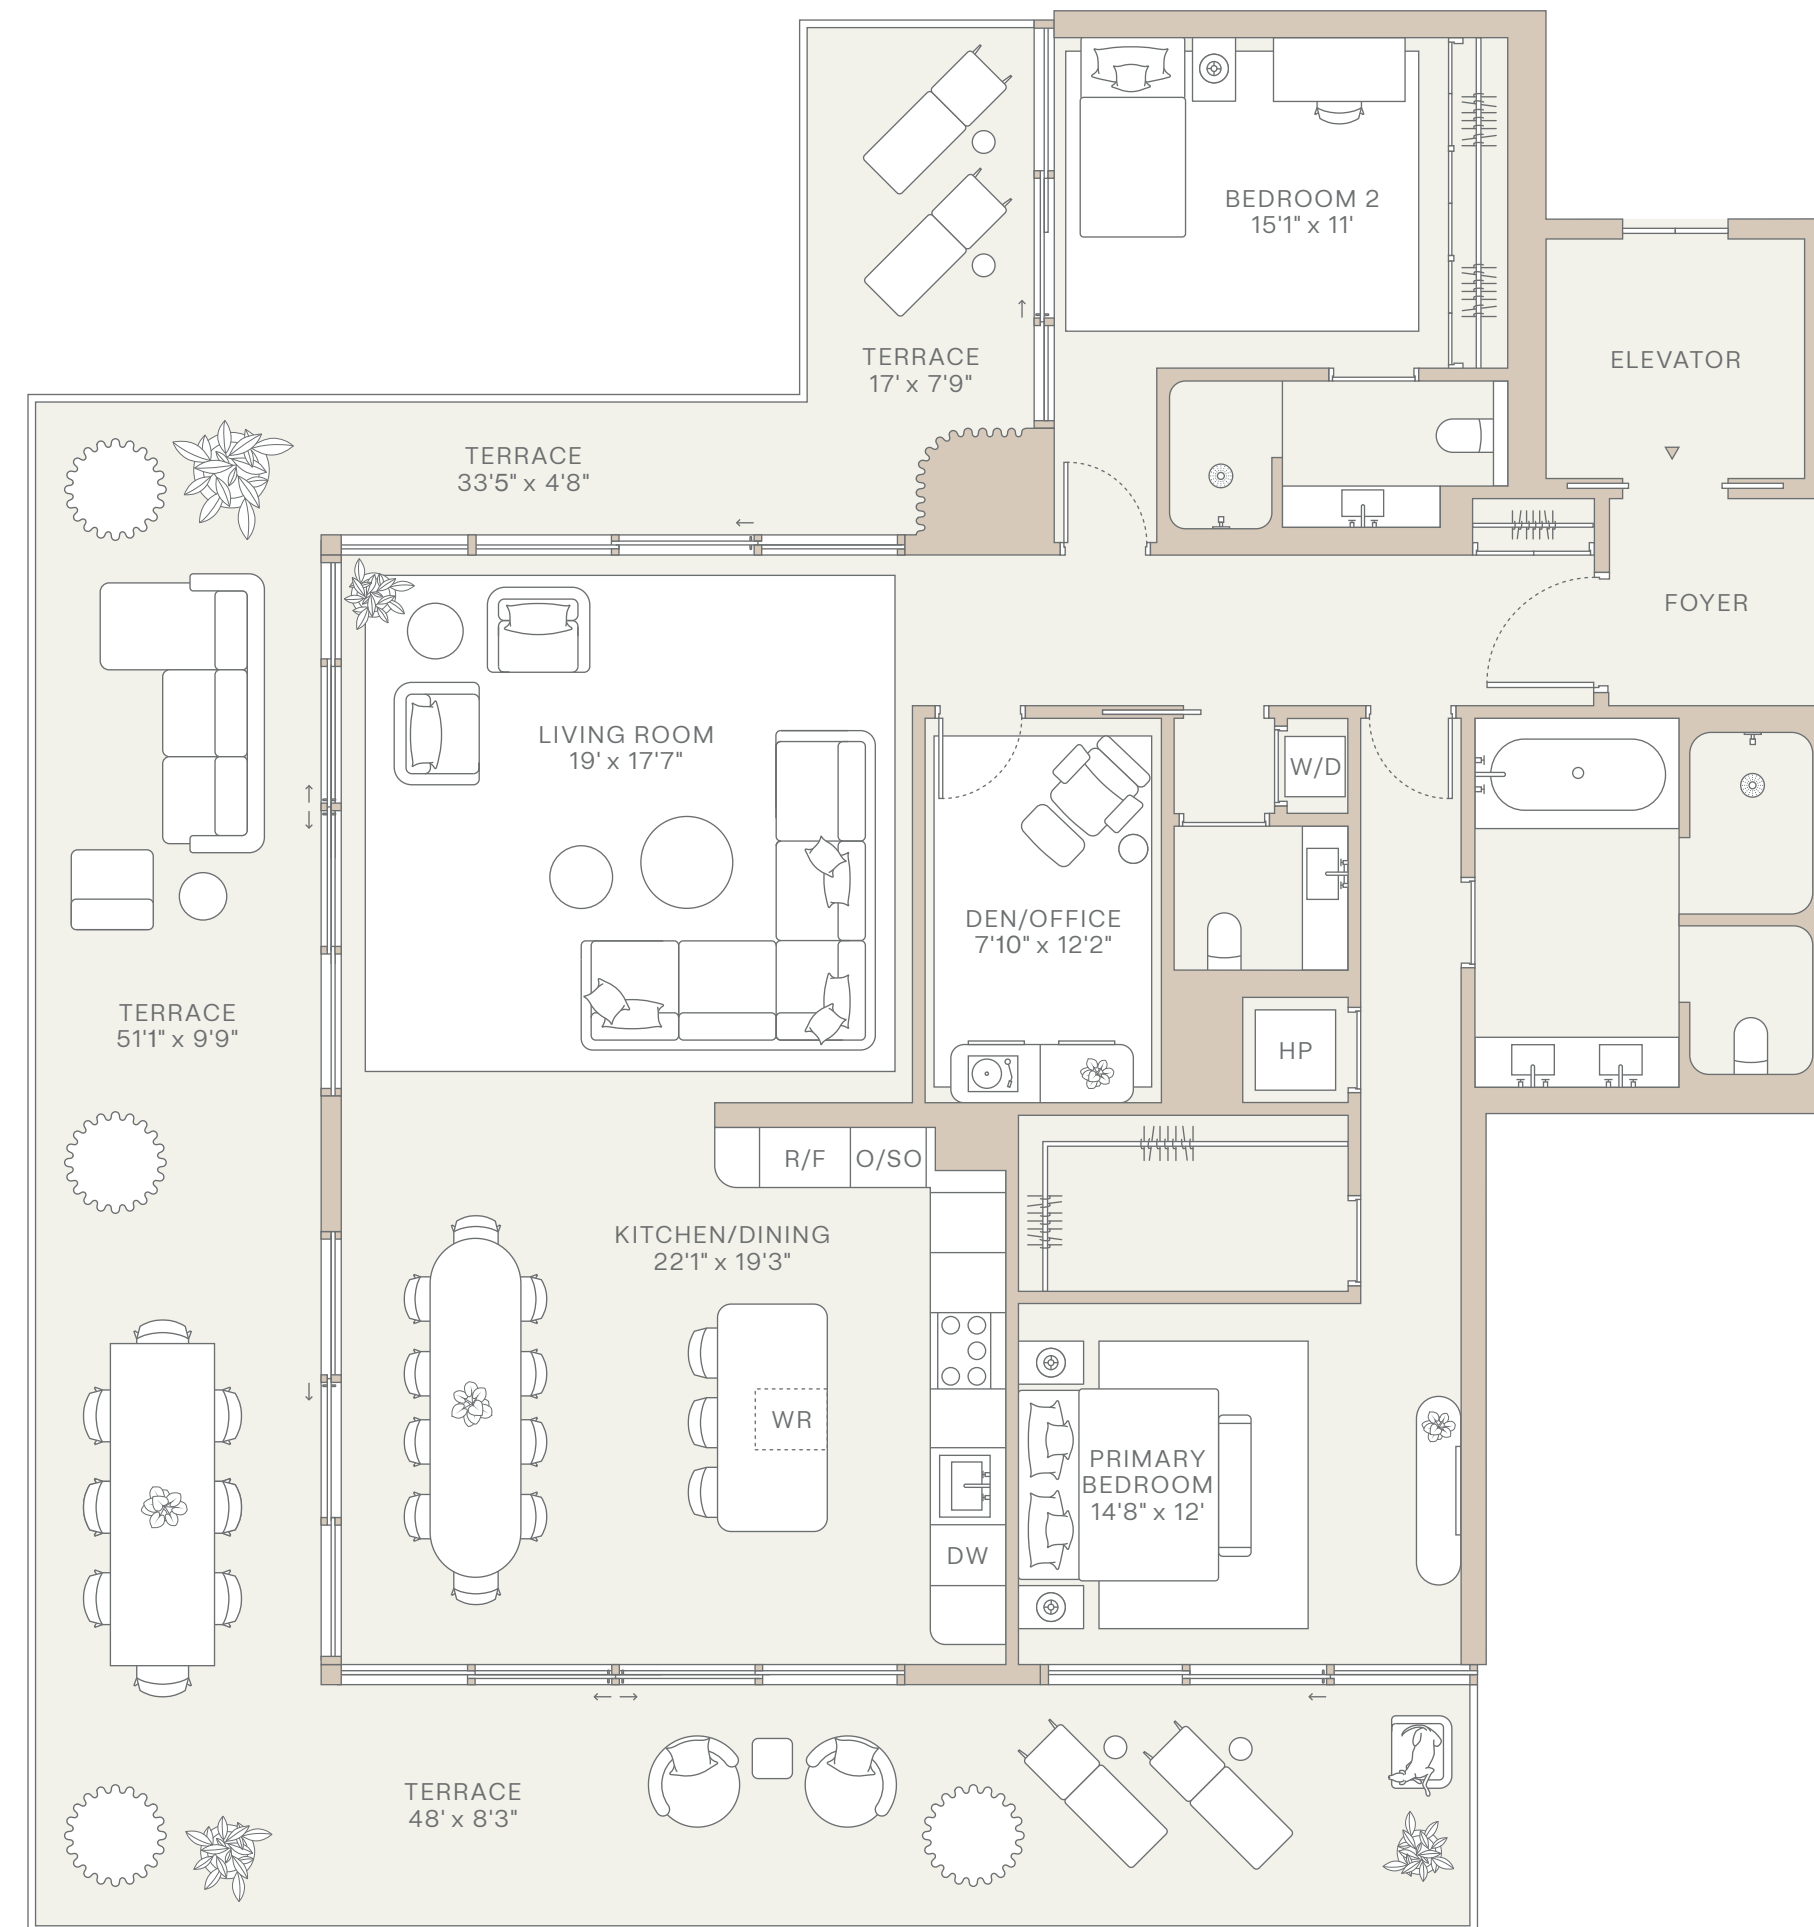 BEDROOM 2
15'1" x 11'
TERRACE
17' x 7'9"
ELEVATOR
TERRACE
33'5" x 4'8"
FOYER
LIVING ROOM
19' x 17'7"
W/D
DEN/OFFICE
7'10" x 12'2"
TERRACE
51'1" x 9'9"
HP
R/F
O/SO
KITCHEN/DINING
22'1" x 19'3"
WR
PRIMARY
BEDROOM
14'8" x 12'
DW
TERRACE
48' x 8'3"